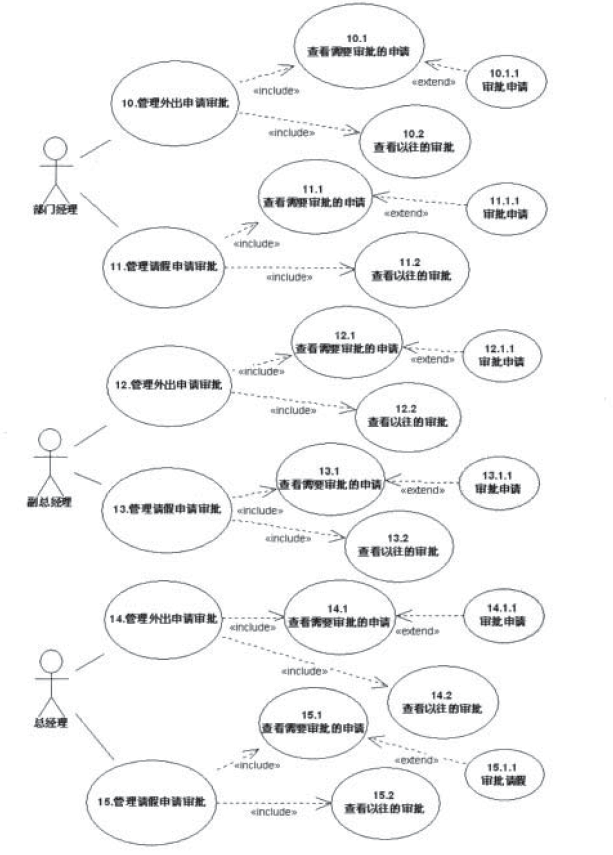 10.1
查看需要审批的申请
«include»
«extend»
10.1.1
审批申请
10.管理外出申请审批
«include»
10.2
查看以往的审批
部门经理
11.1
查看需要审批的申请
«extend»
11.1.1
审批申请
«include»
11.管理请假申请审批
«include»
11.2
查看以往的审批
12.1
查看需要审批的申请
«extend»
12.1.1
审批申请
«include»
12.管理外出申请审批
«include»
12.2
查看以往的审批
副总经理
13.1
查看需要审批的申请
«extend»
13.1.1
审批申请
«include»
13.管理请假申请审批
«include»
13.2
查看以往的审批
14.管理外出申请审批
«include»
14.1
查看需要审批的申请
«extend»
14.1.1
审批申请
«include»
14.2
查看以往的审批
总经理
15.1
查看需要审批的申请
«extend»
15.1.1
审批请假
«include»
15.管理请假申请审批
«include»
15.2
查看以往的审批